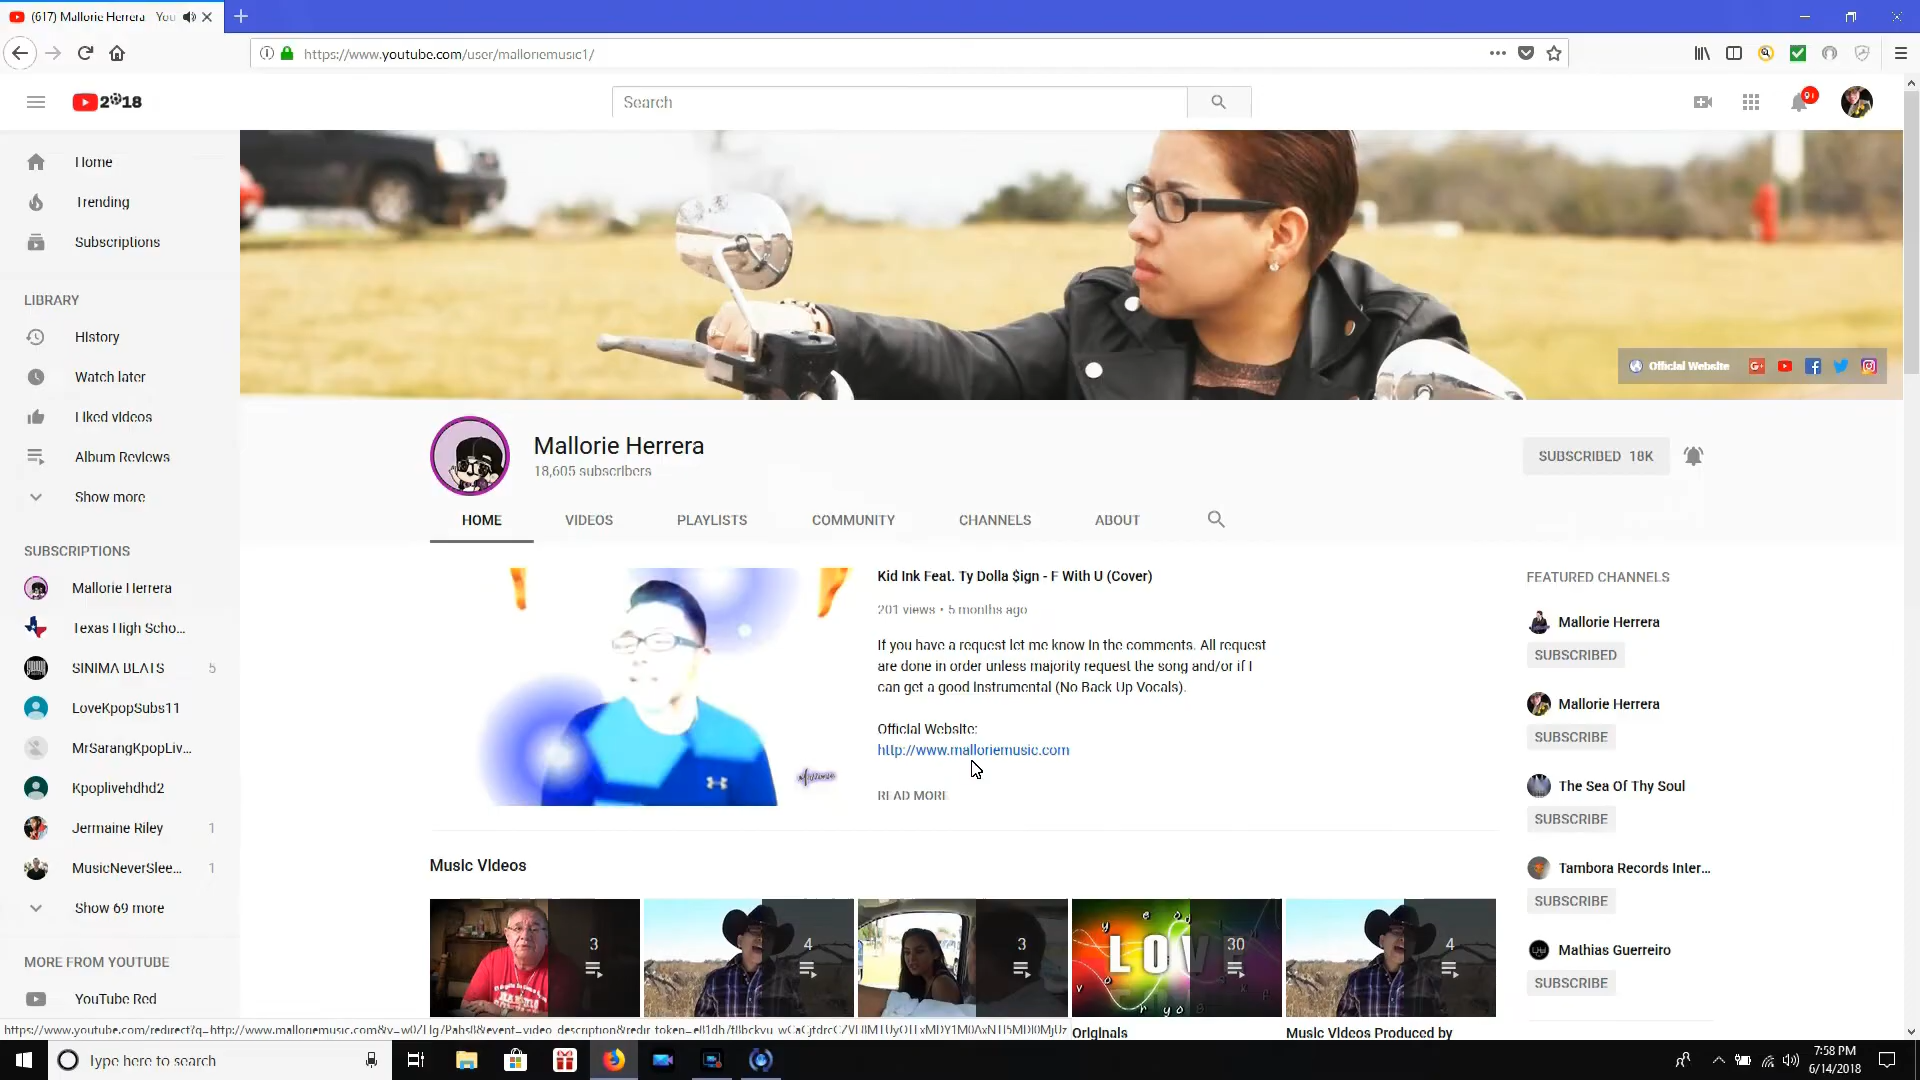 (617) Mallorie Herrera You
https://www.youtube.com/user/malloriemusic1/
2018
Search
9+
Home
Trending
Subscriptions
LIBRARY
History
Watch later
Liked videos
Album Reviews
Show more
SUBSCRIPTIONS
Mallorie Herrera
Texas High Scho...
SINIMA BEATS 5
LoveKpopSubs11
MrSarangKpopLiv...
Kpoplivehdhd2
Jermaine Riley 1
MusicNeverSlee... 1
Show 69 more
MORE FROM YOUTUBE
YouTube Red
Official Website
Mallorie Herrera
18,605 subscribers
SUBSCRIBED 18K
HOME VIDEOS PLAYLISTS COMMUNITY CHANNELS ABOUT
Kid Ink Feat. Ty Dolla $ign - F With U (Cover)
201 views • 5 months ago
If you have a request let me know in the comments. All request
are done in order unless majority request the song and/or if I
can get a good instrumental (No Back Up Vocals).
Official Website:
http://www.malloriemusic.com
READ MORE
FEATURED CHANNELS
Mallorie Herrera
SUBSCRIBED
Mallorie Herrera
SUBSCRIBE
The Sea Of Thy Soul
SUBSCRIBE
Tambora Records Inter...
SUBSCRIBE
Mathias Guerreiro
SUBSCRIBE
Music Videos
3
4
3
LOVE
30
4
Originals
Music Videos Produced by
Type here to search
7:58 PM
6/14/2018